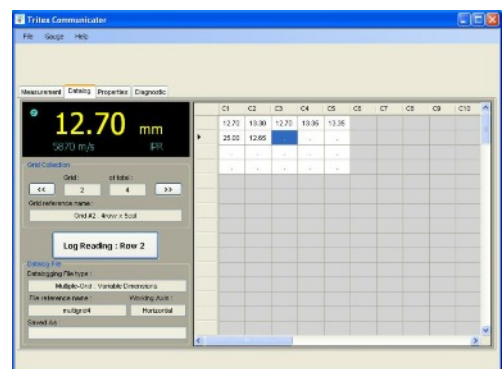 Tritex Communicator
File Gauge Help
Measurement Datalog Properties Diagnostic
12.70 mm
5870 m/s IPR
Grid Collection
Grid : of total :
<< 2 4 >>
Grid reference name :
Grid #2 : 4row x 5col
Log Reading : Row 2
Datalog File
Datalogging File type :
Multiple-Grid : Variable Dimensions
File reference name : Working Axis :
multigrid4 Horizontal
Saved As :
C1 C2 C3 C4 C5 C6 C7 C8 C9 C10
12.70 13.30 12.70 13.35 13.35
25.00 12.65 . . .
. . . . .
. . . . .